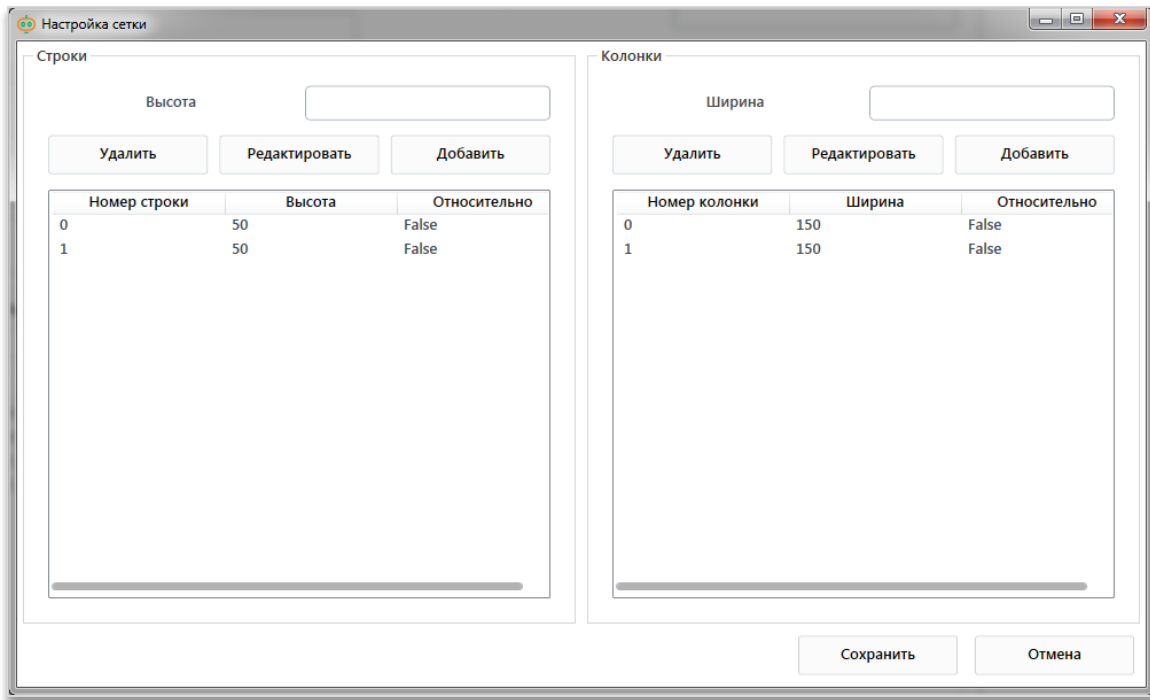 Настройка сетки
Строки
Высота
Удалить Редактировать Добавить
Номер строки Высота Относительно
0 50 False
1 50 False
Колонки
Ширина
Удалить Редактировать Добавить
Номер колонки Ширина Относительно
0 150 False
1 150 False
Сохранить Отмена